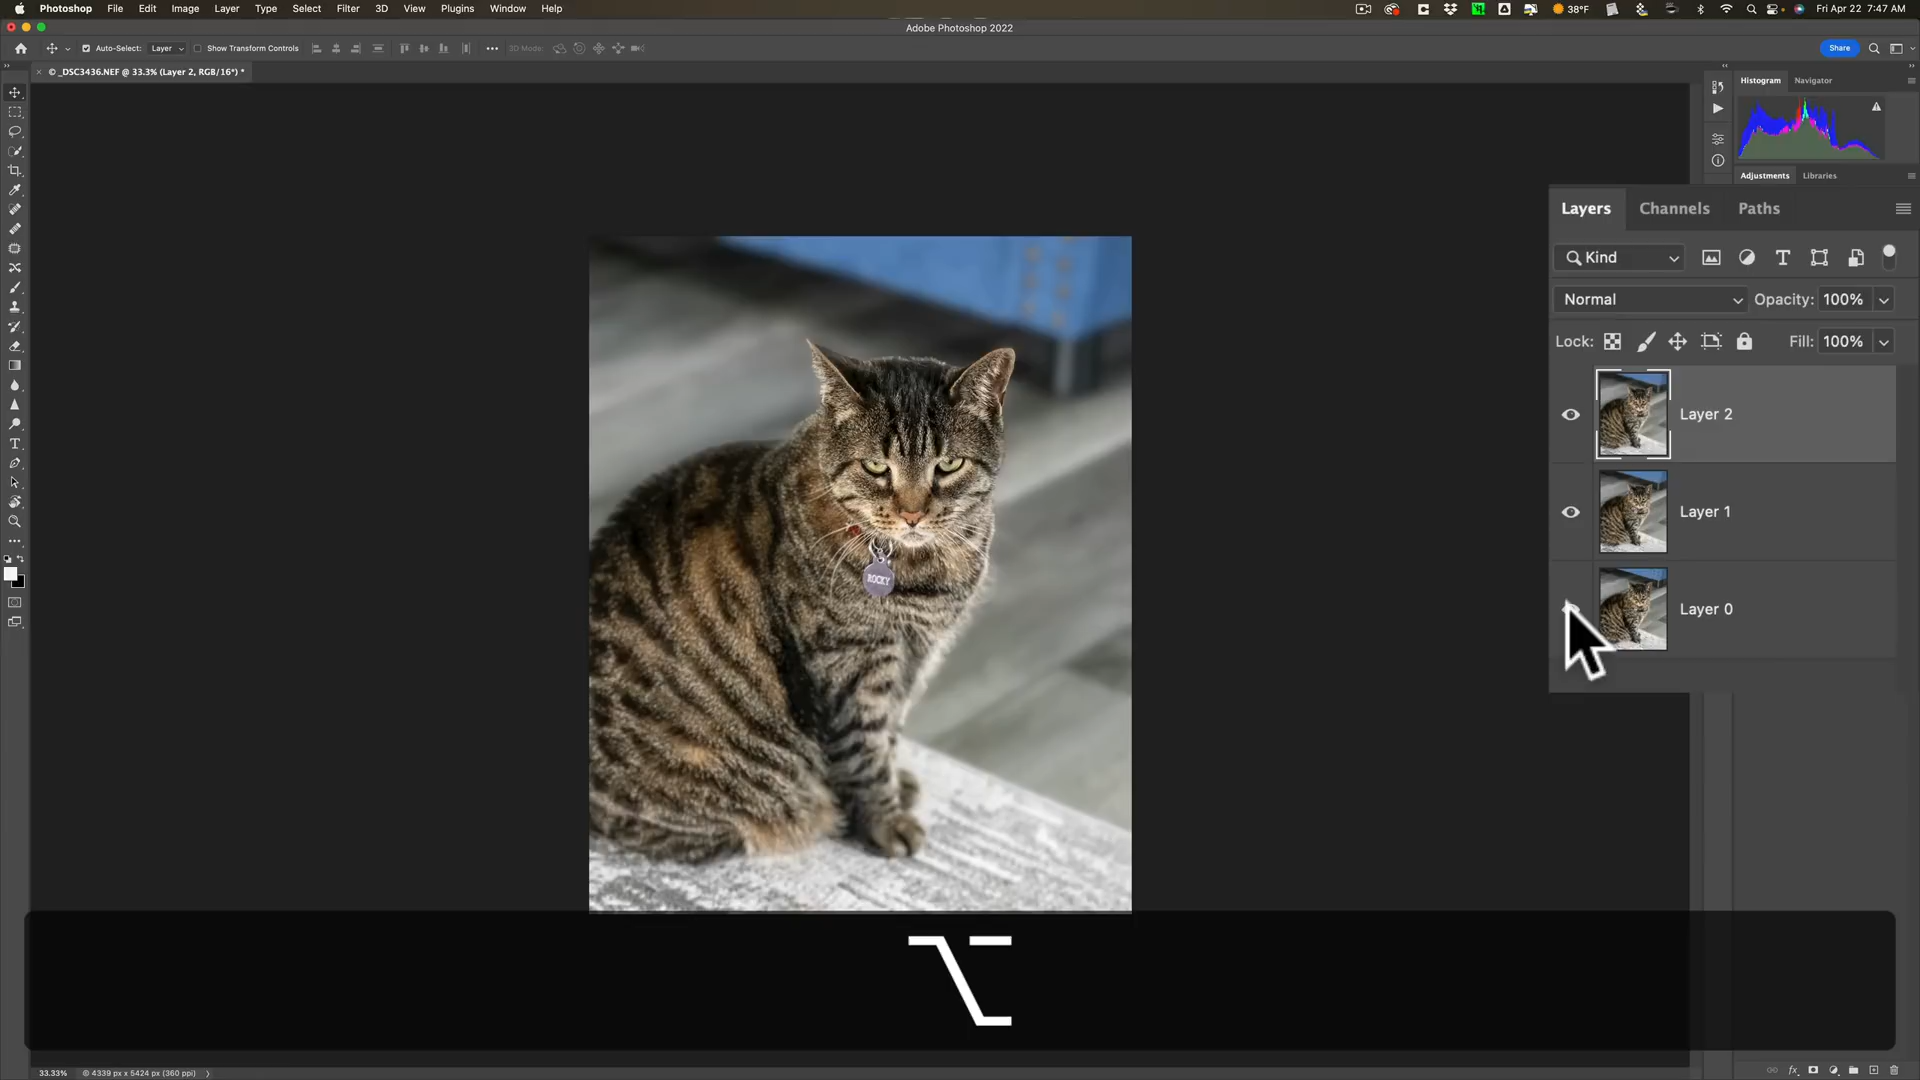 Photoshop File Edit Image Layer Type Select Filter 3D View Plugins Window Help
38°F Fri Apr 22 7:47 AM
Adobe Photoshop 2022
Auto-Select: Layer Show Transform Controls 3D Mode: Share
× © _DSC3436.NEF @ 33.3% (Layer 2, RGB/16*) *
Histogram Navigator
Adjustments Libraries
Layers Channels Paths
Kind
Normal Opacity: 100%
Lock: Fill: 100%
Layer 2
Layer 1
Layer 0
ROCKY
33.33% 4339 px x 5424 px (360 ppi)